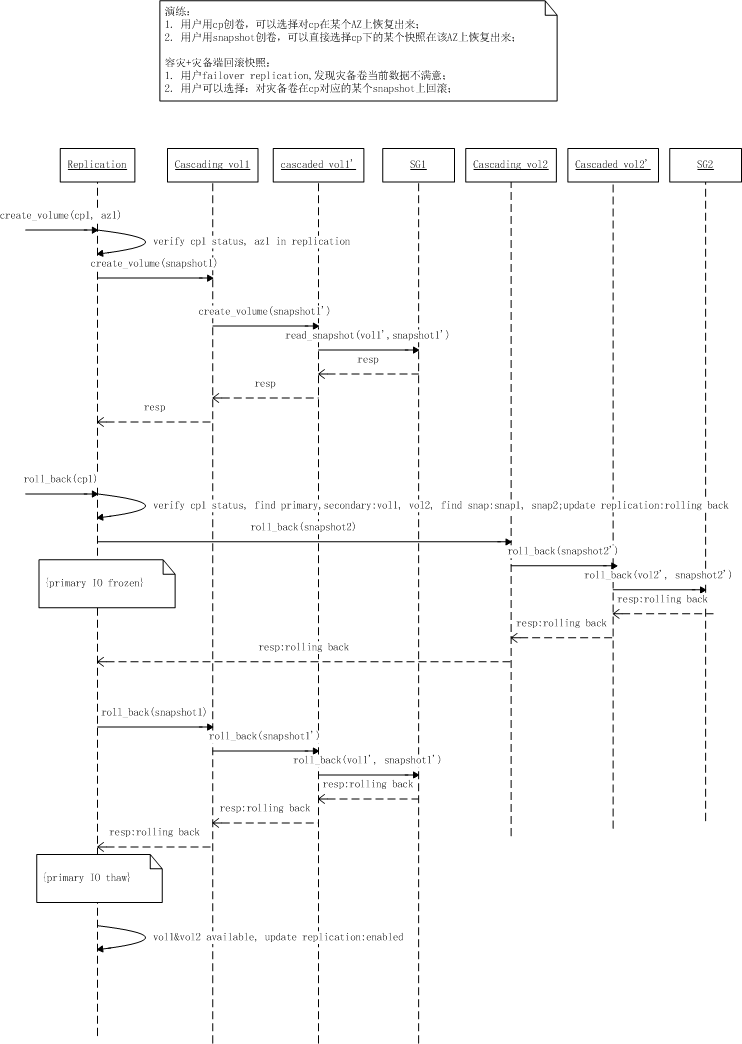 演练:
1. 用户用cp创卷，可以选择对cp在某个AZ上恢复出来;
2. 用户用snapshot创卷，可以直接选择cp下的某个快照在该AZ上恢复出来;
容灾+灾备端回滚快照:
1. 用户failover replication,发现灾备卷当前数据不满意;
2. 用户可以选择: 对灾备卷在cp对应的某个snapshot上回滚;
Replication
Cascading vol1
cascaded vol1'
SG1
Cascading vol2
Cascaded vol2'
SG2
create_volume(cp1, az1)
verify cp1 status, az1 in replication
create_volume(snapshot1)
create_volume(snapshot1')
read_snapshot(vol1',snapshot1')
resp
resp
resp
roll_back(cp1)
verify cp1 status, find primary,secondary:vol1, vol2, find snap:snap1, snap2;update replication:rolling back
roll_back(snapshot2)
roll_back(snapshot2')
{primary IO frozen}
roll_back(vol2', snapshot2')
resp:rolling back
resp:rolling back
resp:rolling back
roll_back(snapshot1)
roll_back(snapshot1')
roll_back(vol1', snapshot1')
resp:rolling back
resp:rolling back
resp:rolling back
{primary IO thaw}
vol1&vol2 available, update replication:enabled